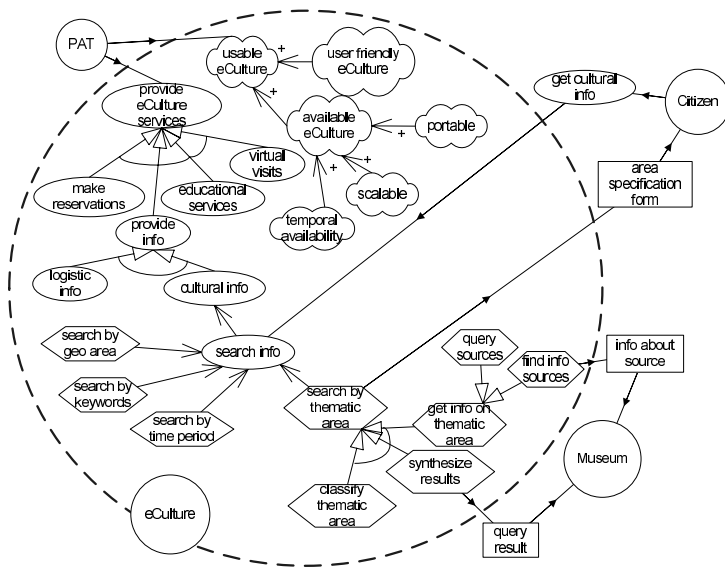 PAT
usable
eCulture
+
user friendly
eCulture
+
get cultural
info
Citizen
provide
eCulture
services
available
eCulture
+
portable
+
virtual
visits
area
specification
form
make
reservations
educational
services
+
scalable
temporal
availability
provide
info
logistic
info
cultural info
search by
geo area
search info
query
sources
find info
sources
info about
source
search by
keywords
search by
thematic
area
search by
time period
get info on
thematic area
Museum
synthesize
results
classify
thematic
area
eCulture
query
result